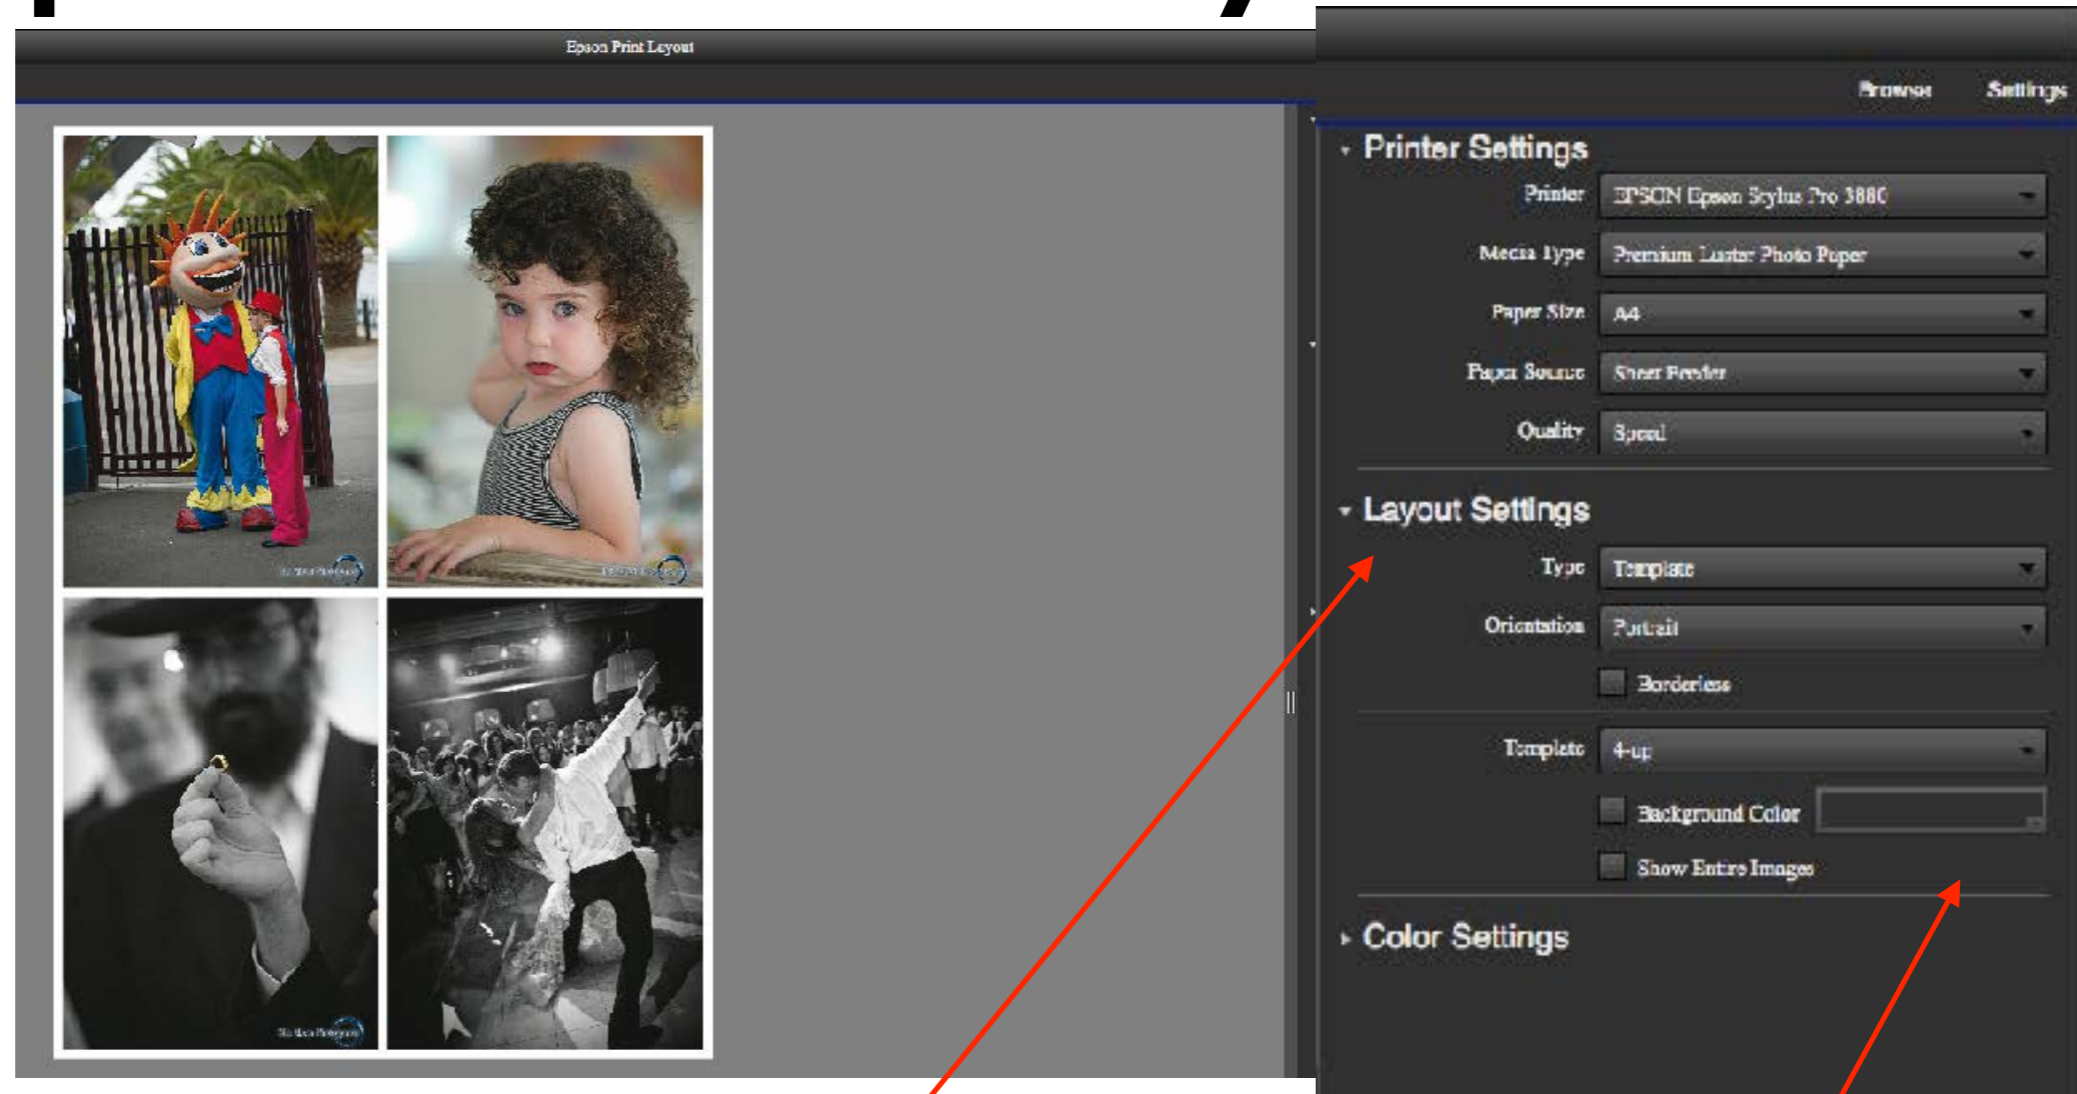 Epson Print Layout
Browse Settings
Printer Settings
Printer EPSON Epson Stylus Pro 3880
Media Type Premium Luster Photo Paper
Paper Size A4
Paper Source Sheet Feeder
Quality Speed
Layout Settings
Type Template
Orientation Portrait
Borderless
Template 4-up
Background Color
Show Entire Images
Color Settings